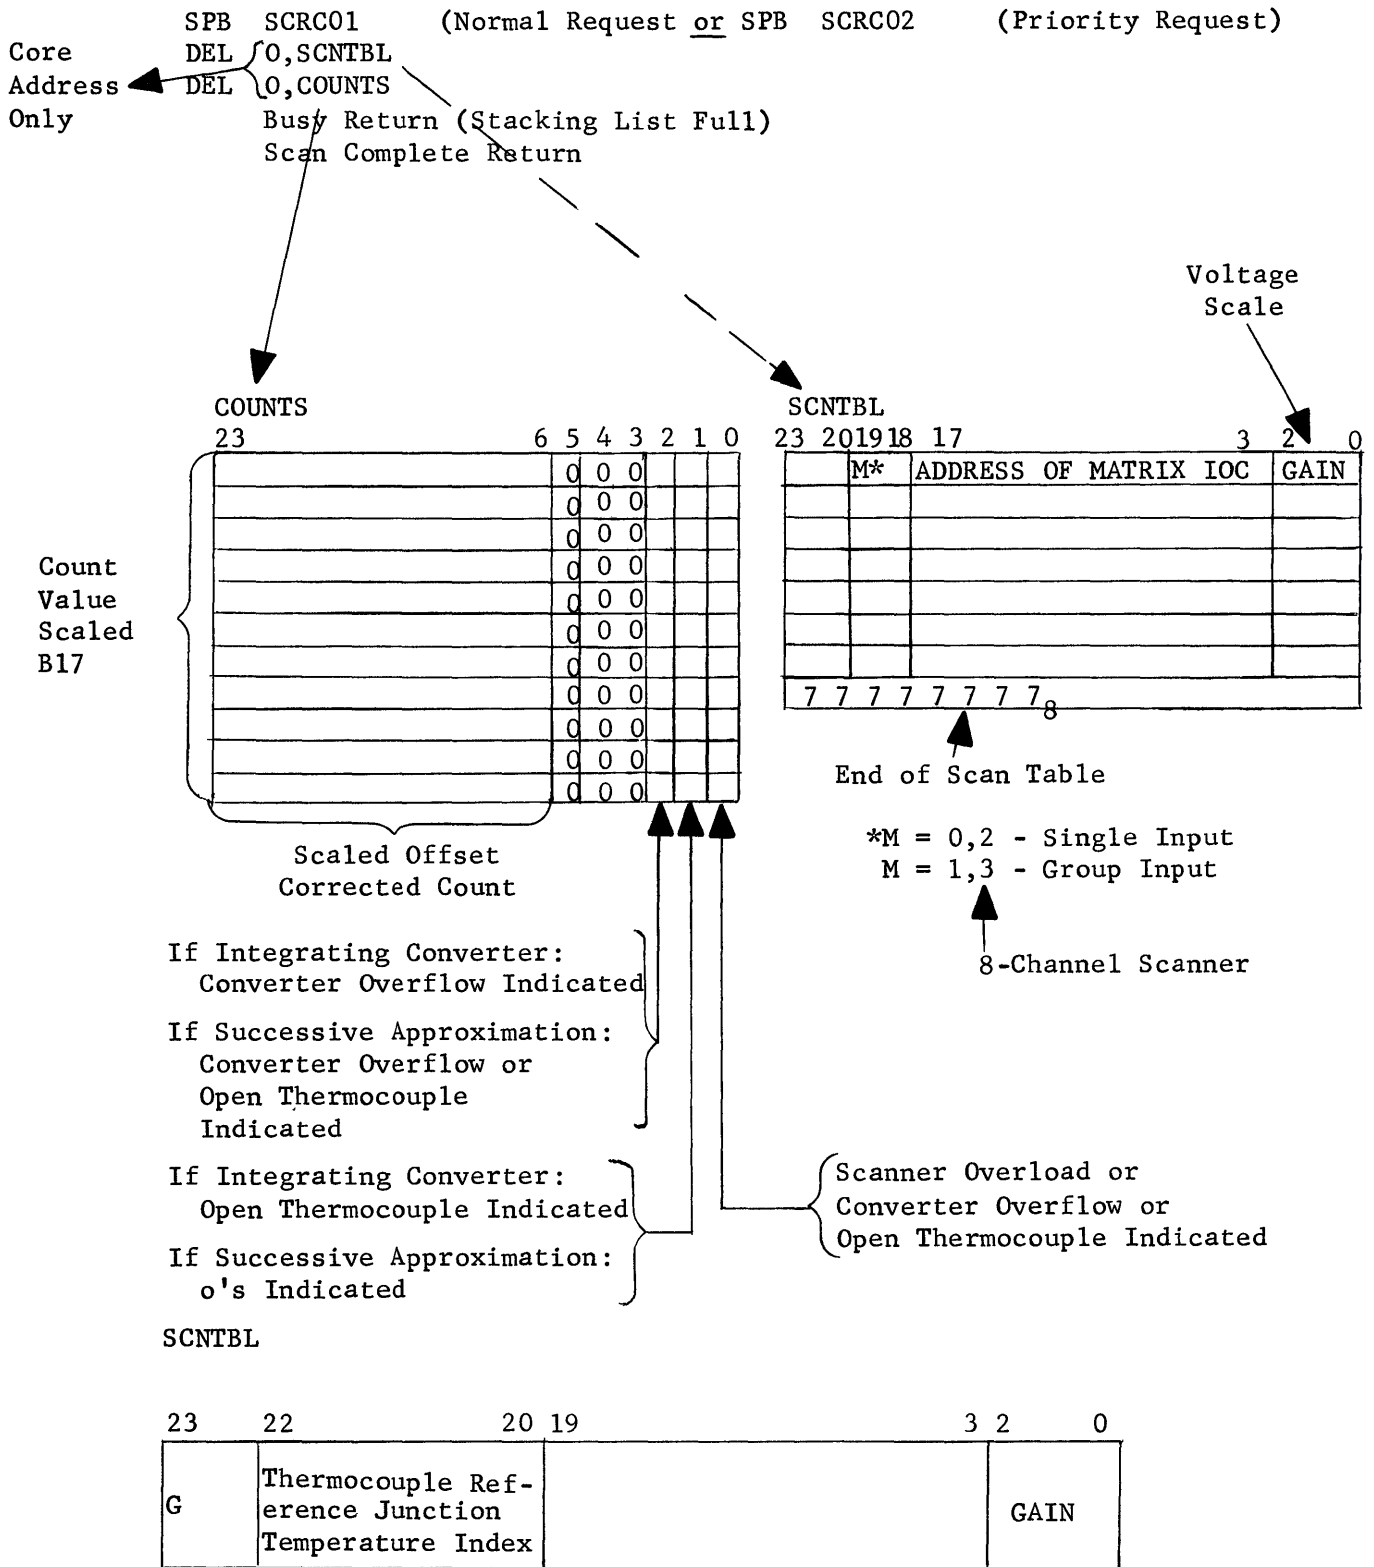 SPB SCRC01 (Normal Request or SPB SCRC02 (Priority Request)
Core DEL 0,SCNTBL
Address DEL 0,COUNTS
Only Busy Return (Stacking List Full)
Scan Complete Return
Voltage
Scale
COUNTS
23 6 5 4 3 2 1 0
0 0 0
0 0 0
0 0 0
0 0 0
0 0 0
0 0 0
0 0 0
0 0 0
0 0 0
0 0 0
0 0 0
Count
Value
Scaled
B17
SCNTBL
23 20 19 18 17 3 2 0
M* ADDRESS OF MATRIX IOC GAIN
7 7 7 7 7 7 7 7 8
End of Scan Table
*M = 0,2 - Single Input
M = 1,3 - Group Input
8-Channel Scanner
Scaled Offset
Corrected Count
If Integrating Converter:
Converter Overflow Indicated
If Successive Approximation:
Converter Overflow or
Open Thermocouple
Indicated
If Integrating Converter:
Open Thermocouple Indicated
If Successive Approximation:
o's Indicated
Scanner Overload or
Converter Overflow or
Open Thermocouple Indicated
SCNTBL
23 22 20 19 3 2 0
G
Thermocouple Ref-
erence Junction
Temperature Index
GAIN